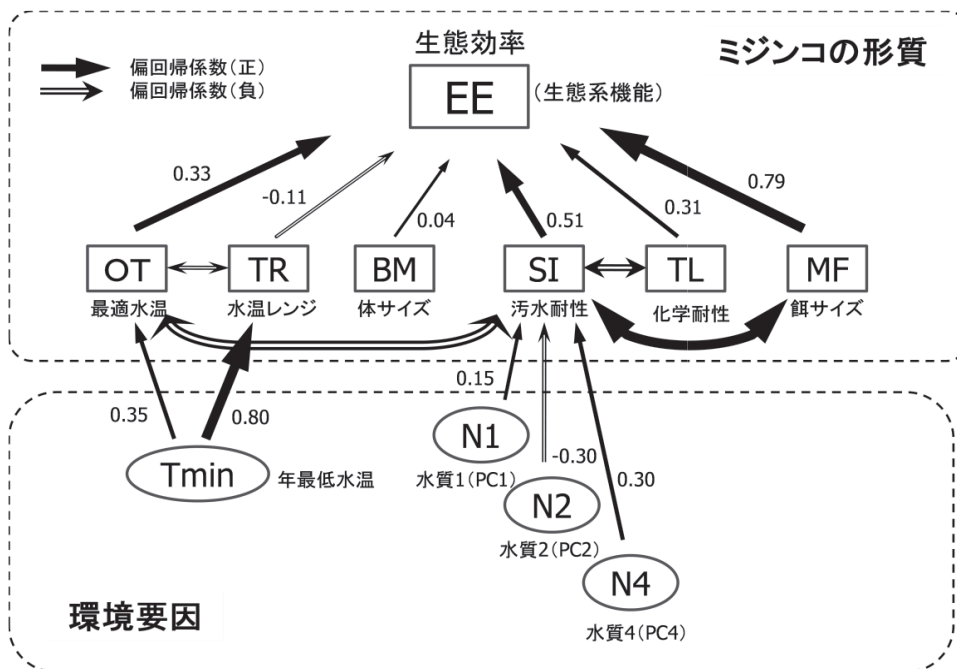 生態効率
ミジンコの形質
偏回帰係数(正)
偏回帰係数(負)
EE
(生態系機能)
0.33
-0.11
0.04
0.51
0.31
0.79
OT
TR
BM
SI
TL
MF
最適水温
水温レンジ
体サイズ
汚水耐性
化学耐性
餌サイズ
0.35
0.80
0.15
-0.30
0.30
Tmin
年最低水温
N1
水質1(PC1)
N2
水質2(PC2)
N4
水質4(PC4)
環境要因